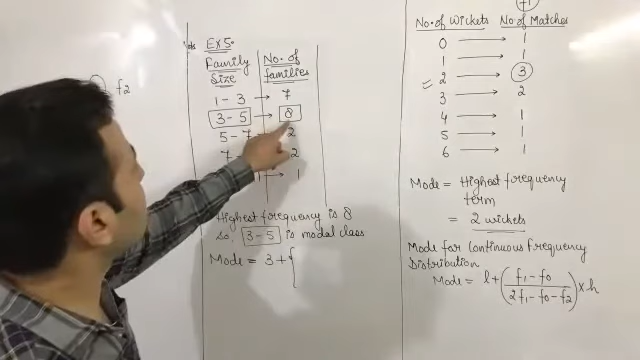 f2
Ex 5.
Family Size No. of families
1 - 3 → 7
3 - 5 → 8
5 - 7 2
7 - 2
→ 1
Highest frequency is 8
so, 3 - 5 is modal class
Mode = 3 +
No. of Wickets No. of Matches
0 → 1
1 → 1
2 → 3
3 → 2
4 → 1
5 → 1
6 → 1
Mode = Highest frequency
term
= 2 wickets
Mode for Continuous Frequency
Distribution
Mode = l + (f1 - f0 / 2f1 - f0 - f2) × h